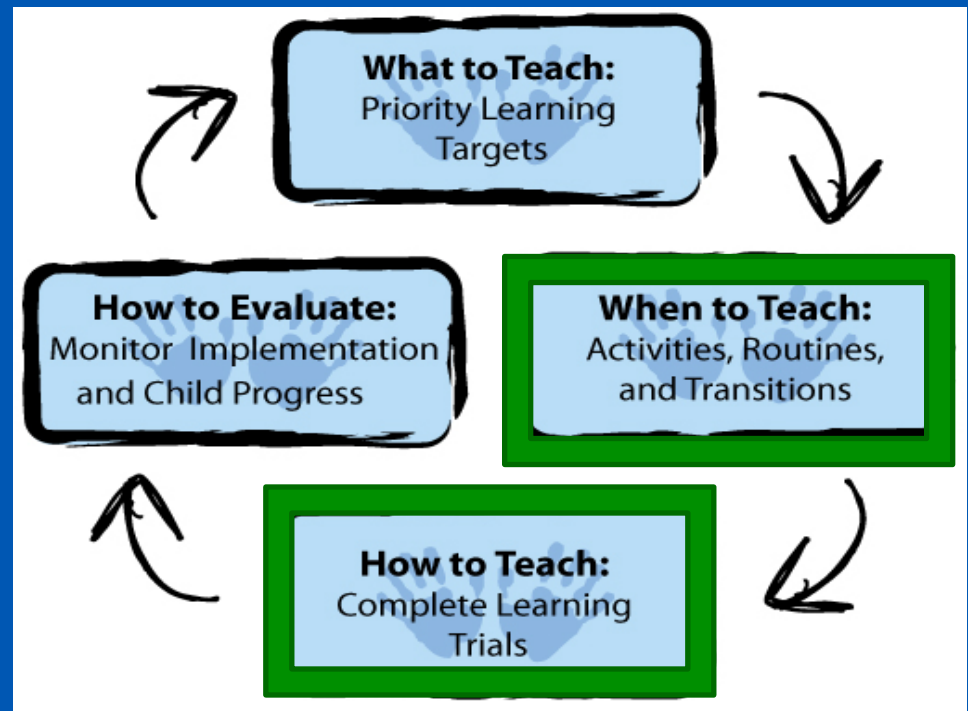 What to Teach:
Priority Learning
Targets
When to Teach:
Activities, Routines,
and Transitions
How to Teach:
Complete Learning
Trials
How to Evaluate:
Monitor Implementation
and Child Progress